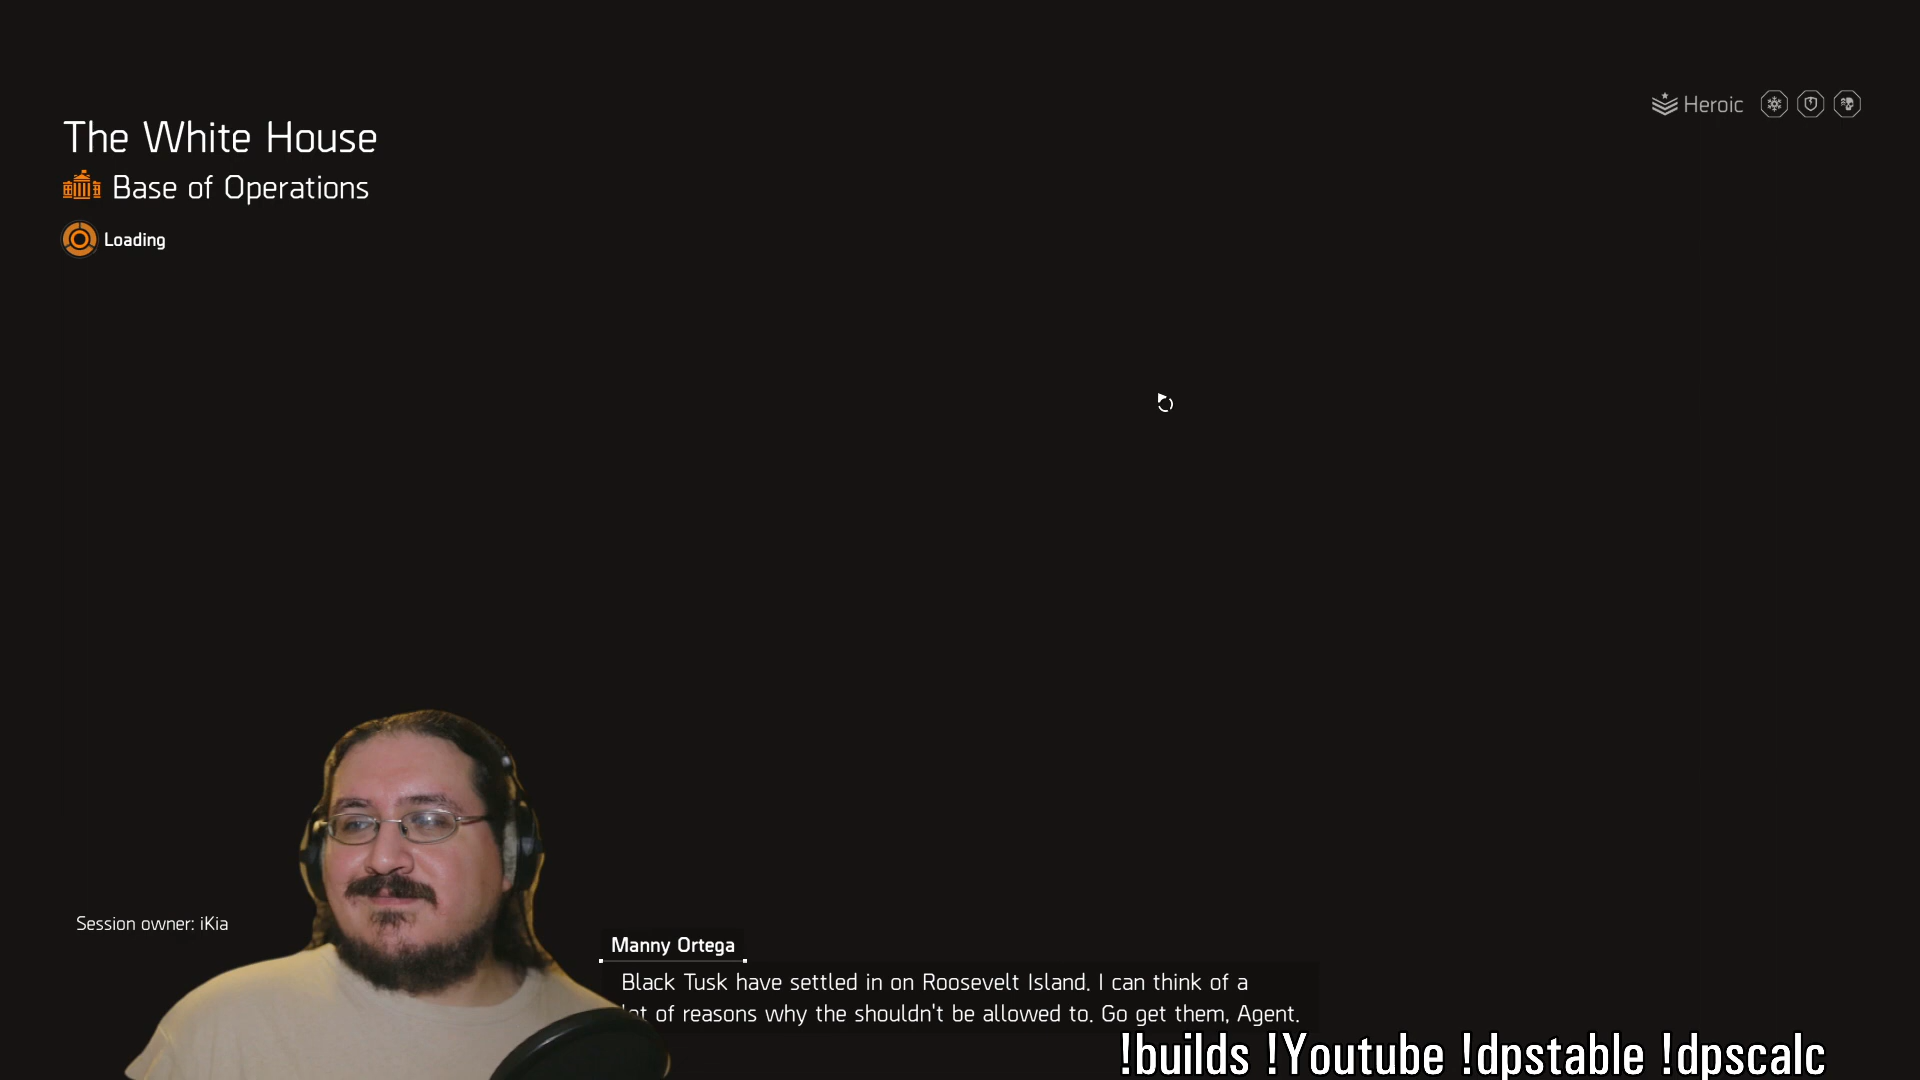 The White House
Heroic
Base of Operations
Loading
Session owner: iKia
Manny Ortega
Black Tusk have settled in on Roosevelt Island. I can think of a
lot of reasons why the shouldn't be allowed to. Go get them, Agent.
!builds !Youtube !dpstable !dpscalc